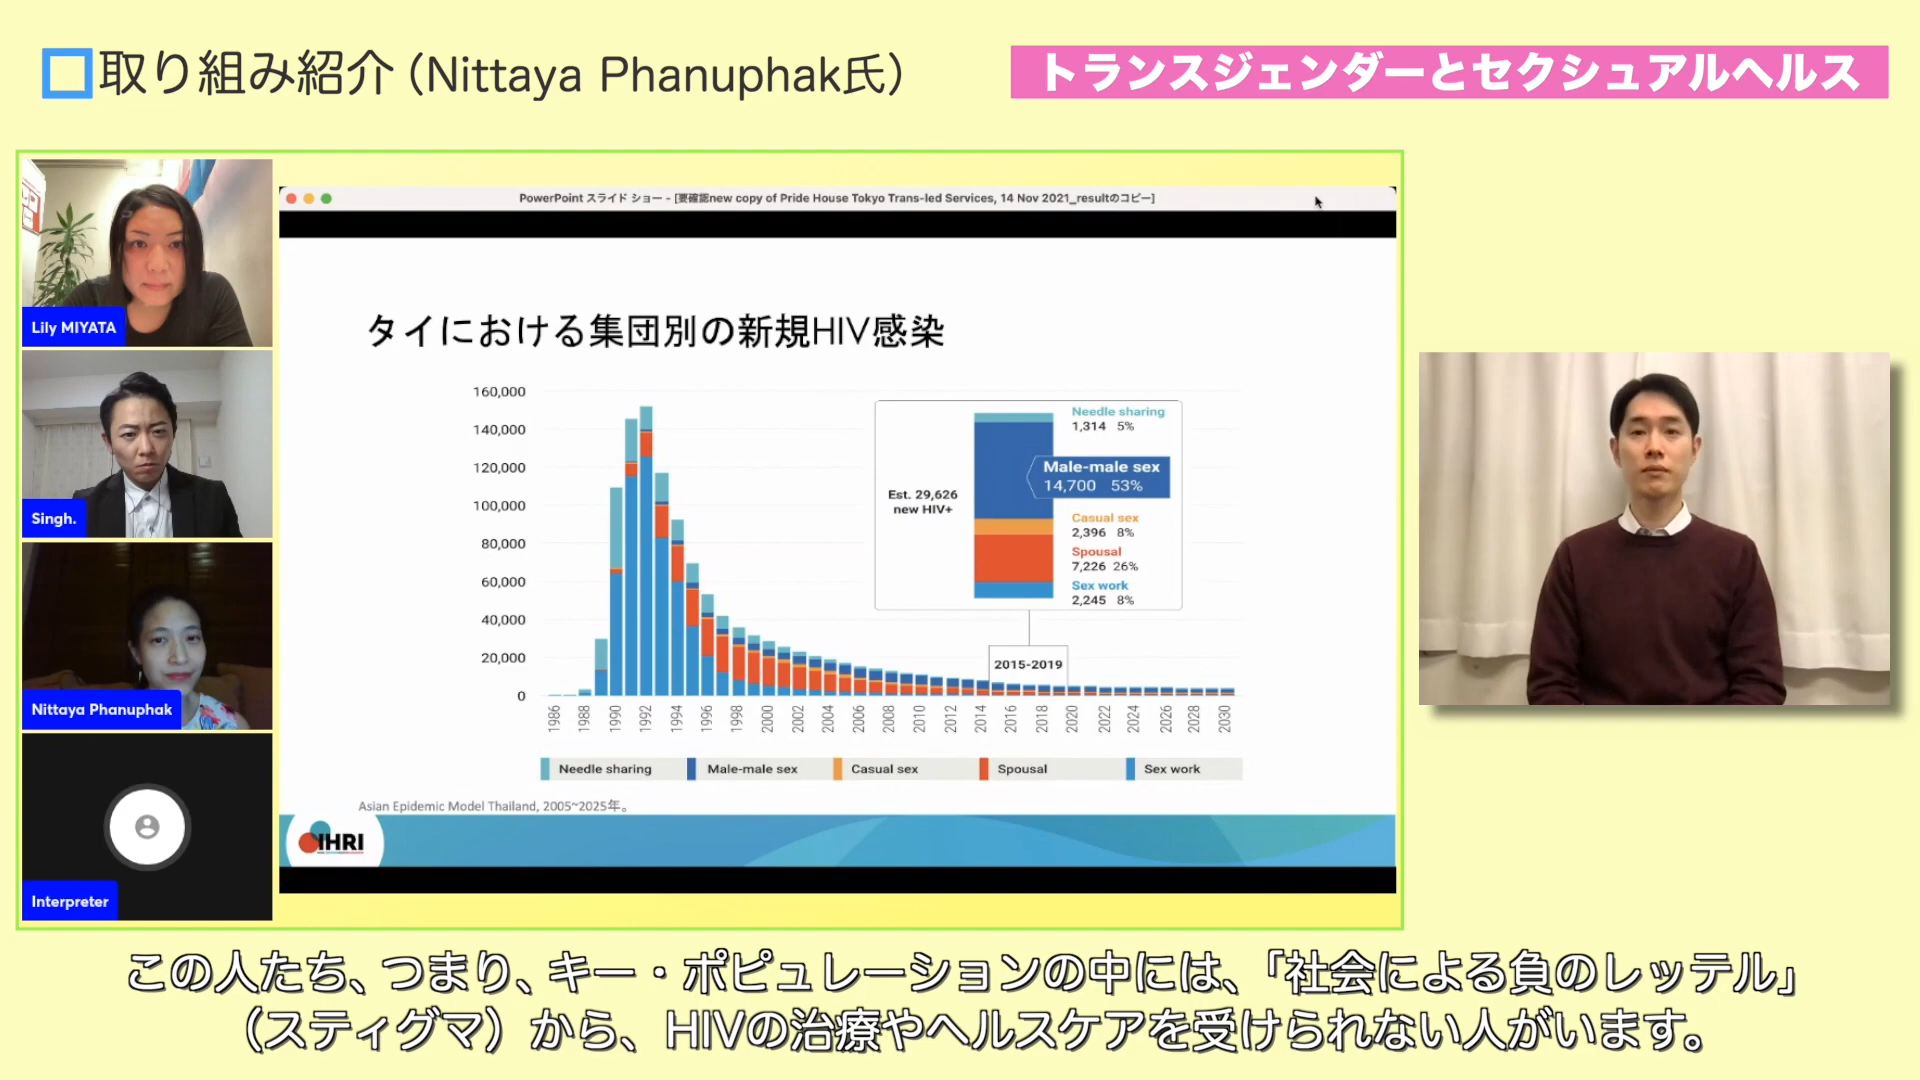 取り組み紹介（Nittaya Phanuphak氏）
トランスジェンダーとセクシュアルヘルス
Lily MIYATA
Singh.
Nittaya Phanuphak
Interpreter
PowerPoint スライド ショー - [要確認new copy of Pride House Tokyo Trans-led Services, 14 Nov 2021_resultのコピー]
タイにおける集団別の新規HIV感染
160,000
140,000
120,000
100,000
80,000
60,000
40,000
20,000
0
1986 1988 1990 1992 1994 1996 1998 2000 2002 2004 2006 2008 2010 2012 2014 2016 2018 2020 2022 2024 2026 2028 2030
Est. 29,626
new HIV+
Needle sharing
1,314 5%
Male-male sex
14,700 53%
Casual sex
2,396 8%
Spousal
7,226 26%
Sex work
2,245 8%
2015-2019
Needle sharing Male-male sex Casual sex Spousal Sex work
Asian Epidemic Model Thailand, 2005~2025年。
IHRI
この人たち、つまり、キー・ポピュレーションの中には、「社会による負のレッテル」
（スティグマ）から、HIVの治療やヘルスケアを受けられない人がいます。